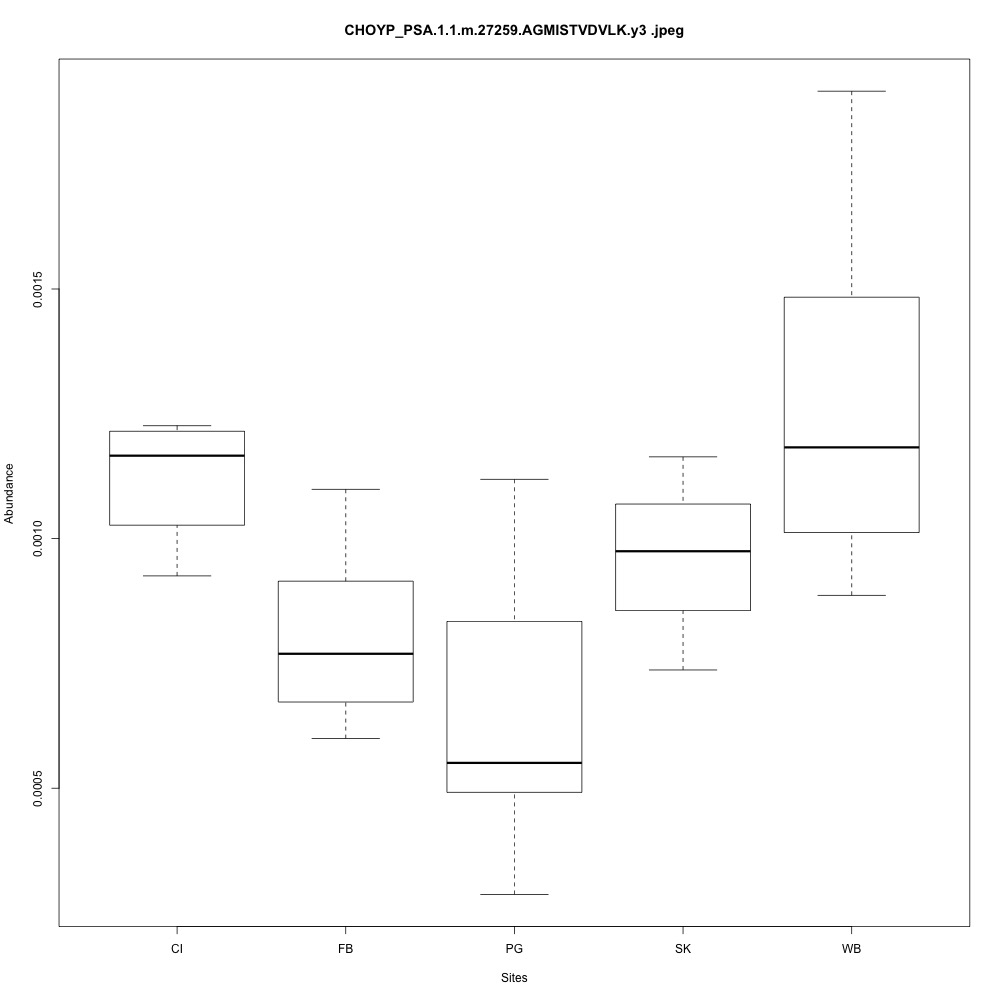 CHOYP_PSA.1.1.m.27259.AGMISTVDVLK.y3 .jpeg
Abundance
0.0015
0.0010
0.0005
CI FB PG SK WB
Sites